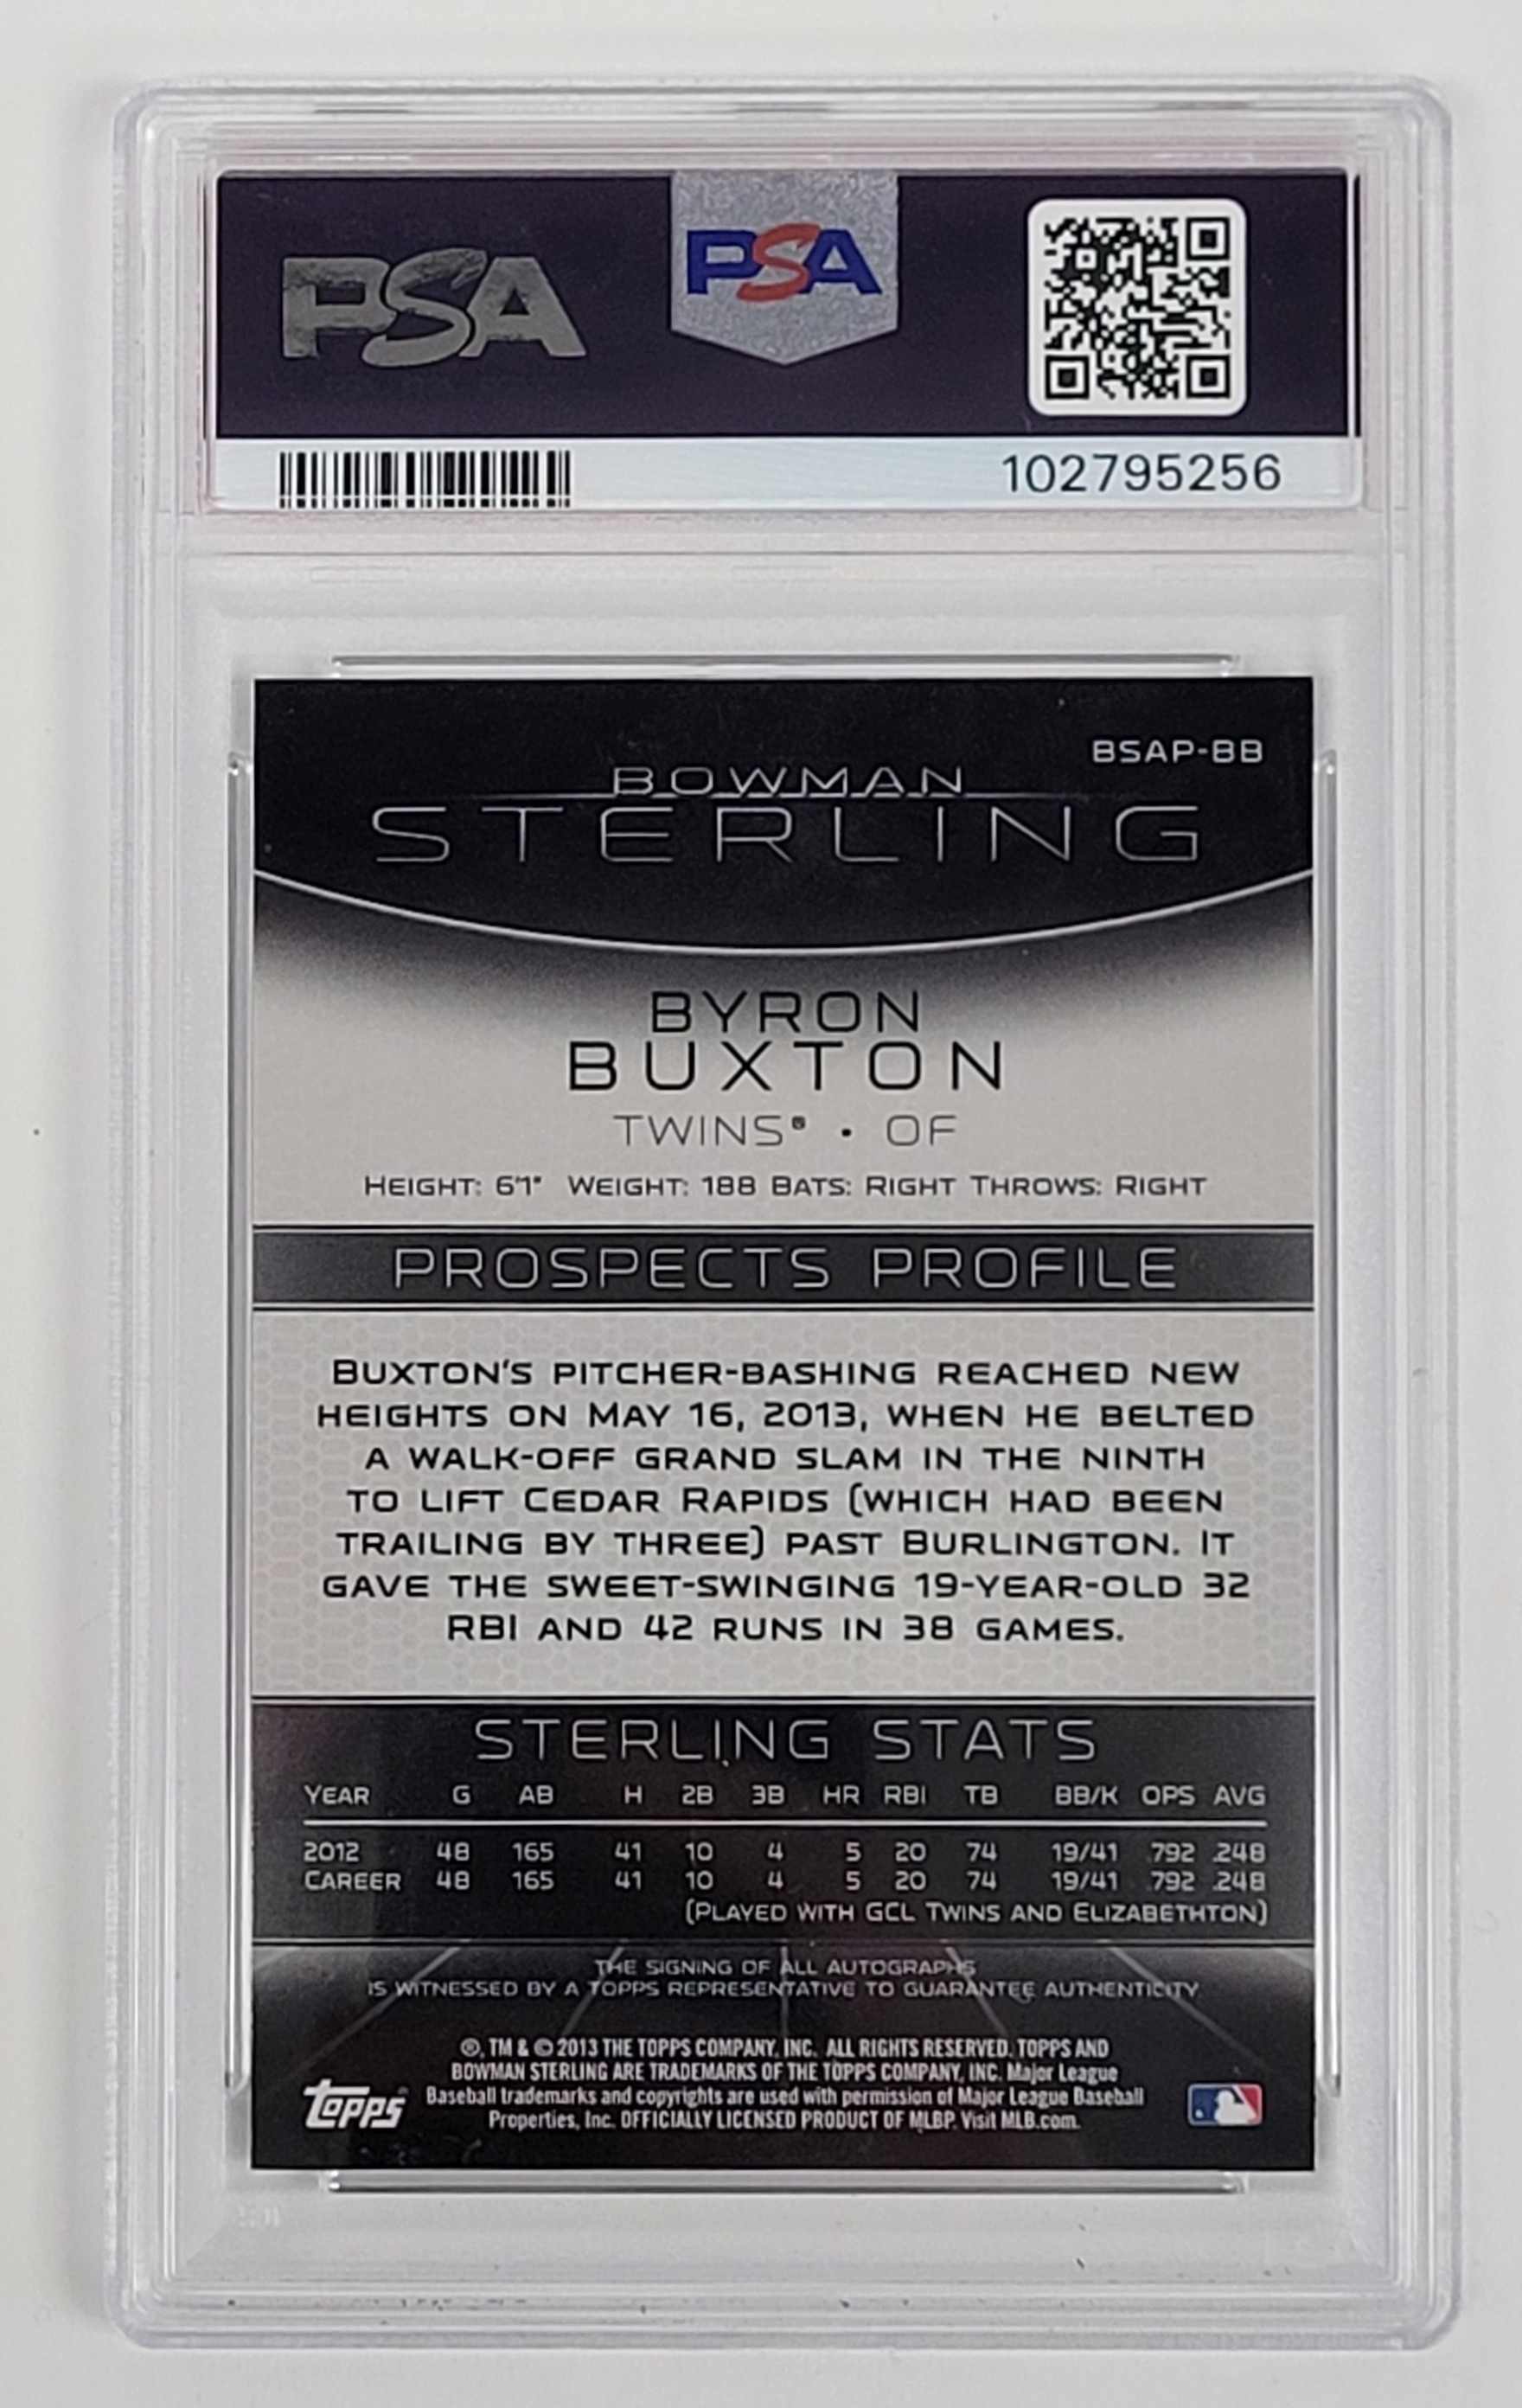 PSA
PSA
102795256
BSAP-BB
BOWMAN
STERLING
BYRON
BUXTON
TWINS® • OF
HEIGHT: 6'1" WEIGHT: 188 BATS: RIGHT THROWS: RIGHT
PROSPECTS PROFILE
BUXTON'S PITCHER-BASHING REACHED NEW
HEIGHTS ON MAY 16, 2013, WHEN HE BELTED
A WALK-OFF GRAND SLAM IN THE NINTH
TO LIFT CEDAR RAPIDS (WHICH HAD BEEN
TRAILING BY THREE) PAST BURLINGTON. IT
GAVE THE SWEET-SWINGING 19-YEAR-OLD 32
RBI AND 42 RUNS IN 38 GAMES.
STERLING STATS
YEAR G AB H 2B 3B HR RBI TB BB/K OPS AVG
2012 48 165 41 10 4 5 20 74 19/41 .792 .248
CAREER 48 165 41 10 4 5 20 74 19/41 .792 .248
(PLAYED WITH GCL TWINS AND ELIZABETHTON)
THE SIGNING OF ALL AUTOGRAPHS
IS WITNESSED BY A TOPPS REPRESENTATIVE TO GUARANTEE AUTHENTICITY
®, TM & © 2013 THE TOPPS COMPANY, INC. ALL RIGHTS RESERVED. TOPPS AND
BOWMAN STERLING ARE TRADEMARKS OF THE TOPPS COMPANY, INC. Major League
Baseball trademarks and copyrights are used with permission of Major League Baseball
Properties, Inc. OFFICIALLY LICENSED PRODUCT OF MLBP. Visit MLB.com.
Topps